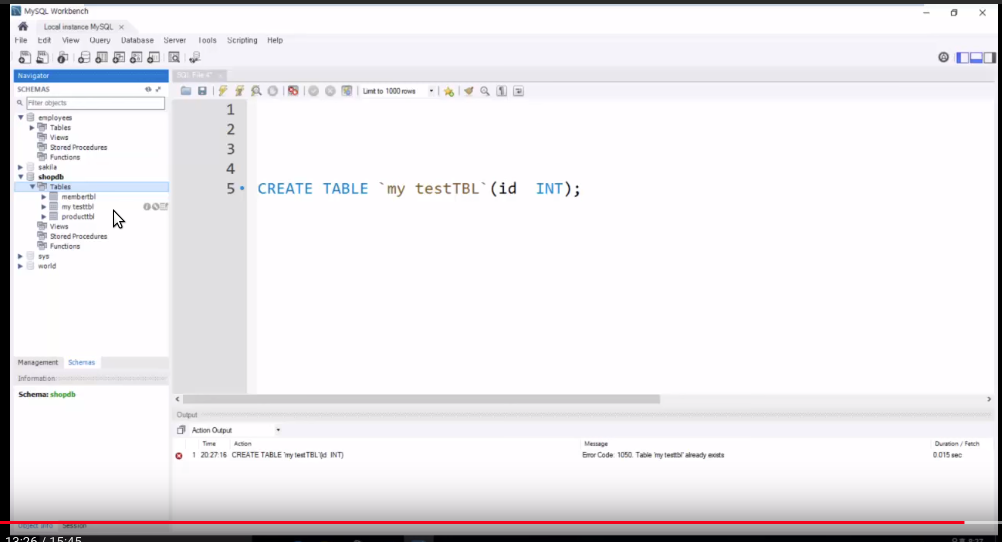 MySQL Workbench
Local instance MySQL ×
File Edit View Query Database Server Tools Scripting Help
Navigator
SQL File 4* ×
SCHEMAS
Filter objects
Limit to 1000 rows
employees
Tables
Views
Stored Procedures
Functions
sakila
shopdb
Tables
membertbl
my testtbl
producttbl
Views
Stored Procedures
Functions
sys
world
1
2
3
4
5 CREATE TABLE `my testTBL`(id INT);
Management Schemas
Information
Schema: shopdb
Output
Action Output
Time Action Message Duration / Fetch
1 20:27:16 CREATE TABLE `my testTBL`(id INT) Error Code: 1050. Table 'my testtbl' already exists 0.015 sec
Object Info Session
13:26 / 15:45